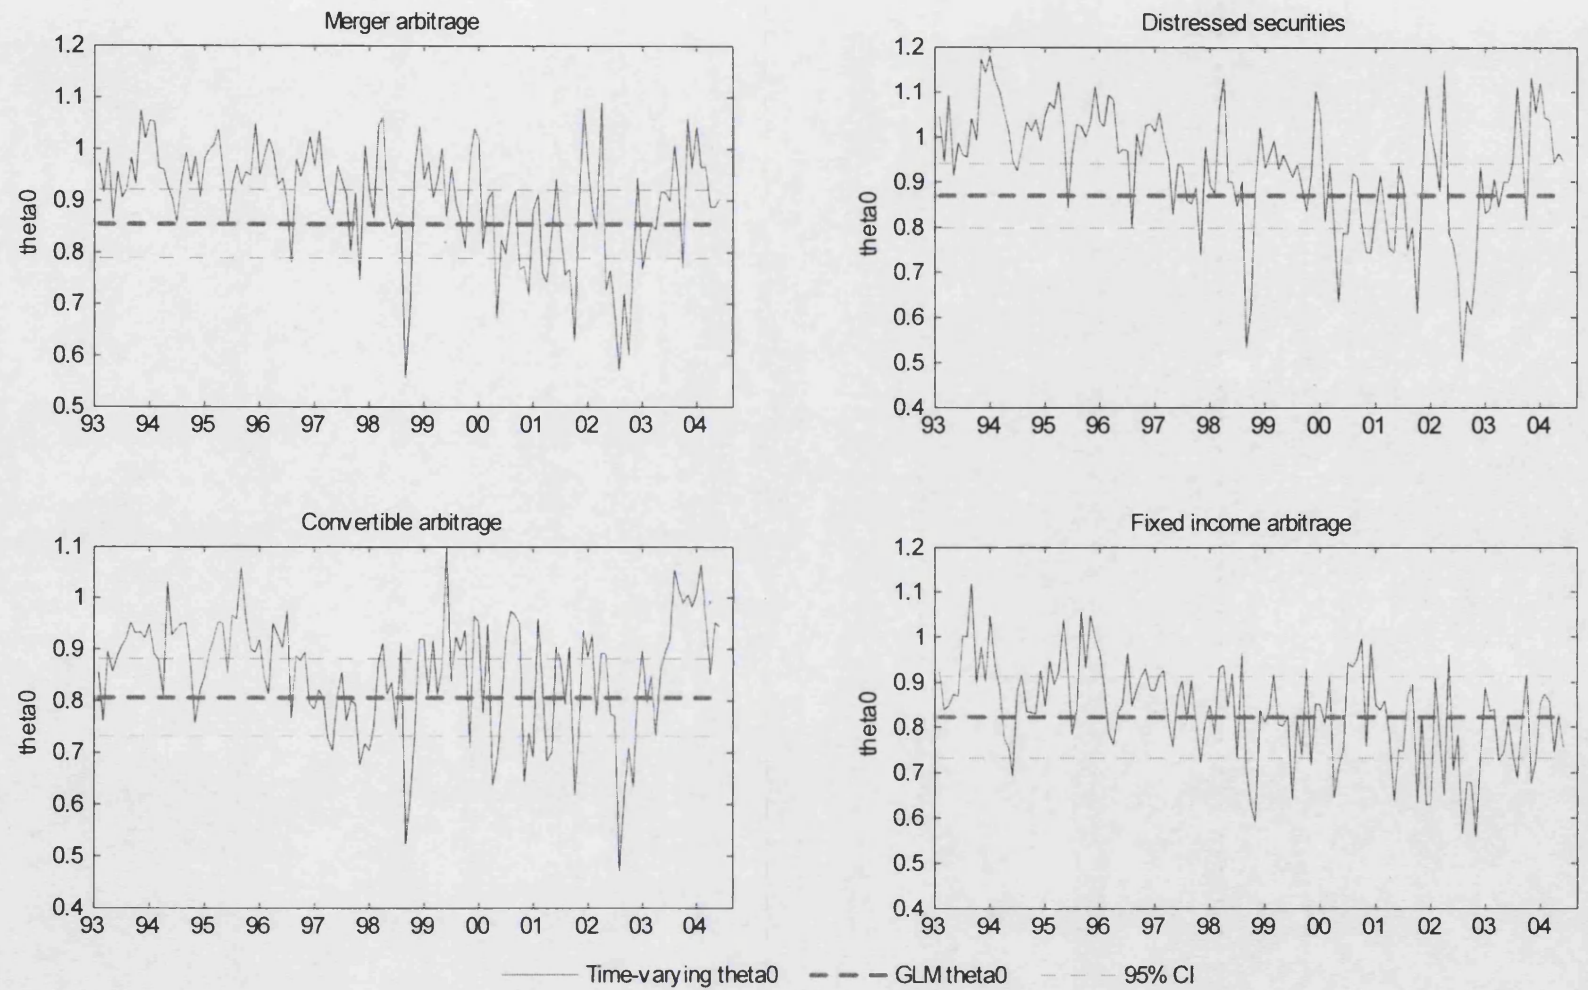 Merger arbitrage
theta0
1.2
1.1
1
0.9
0.8
0.7
0.6
0.5
93 94 95 96 97 98 99 00 01 02 03 04
Distressed securities
theta0
1.2
1.1
1
0.9
0.8
0.7
0.6
0.5
0.4
93 94 95 96 97 98 99 00 01 02 03 04
Convertible arbitrage
theta0
1.1
1
0.9
0.8
0.7
0.6
0.5
0.4
93 94 95 96 97 98 99 00 01 02 03 04
Fixed income arbitrage
theta0
1.2
1.1
1
0.9
0.8
0.7
0.6
0.5
0.4
93 94 95 96 97 98 99 00 01 02 03 04
Time-varying theta0 GLM theta0 95% CI